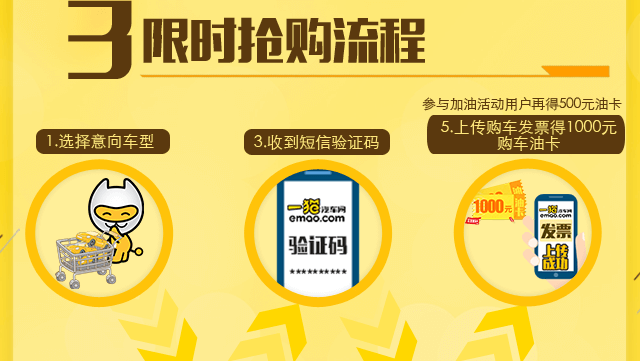 3 限时抢购流程
参与加油活动用户再得500元油卡
1.选择意向车型
3.收到短信验证码
5.上传购车发票得1000元
购车油卡
一猫汽车网
emao.com
验证码
**********
1000元
油卡
一猫汽车网
emao.com
发票
上传
成功